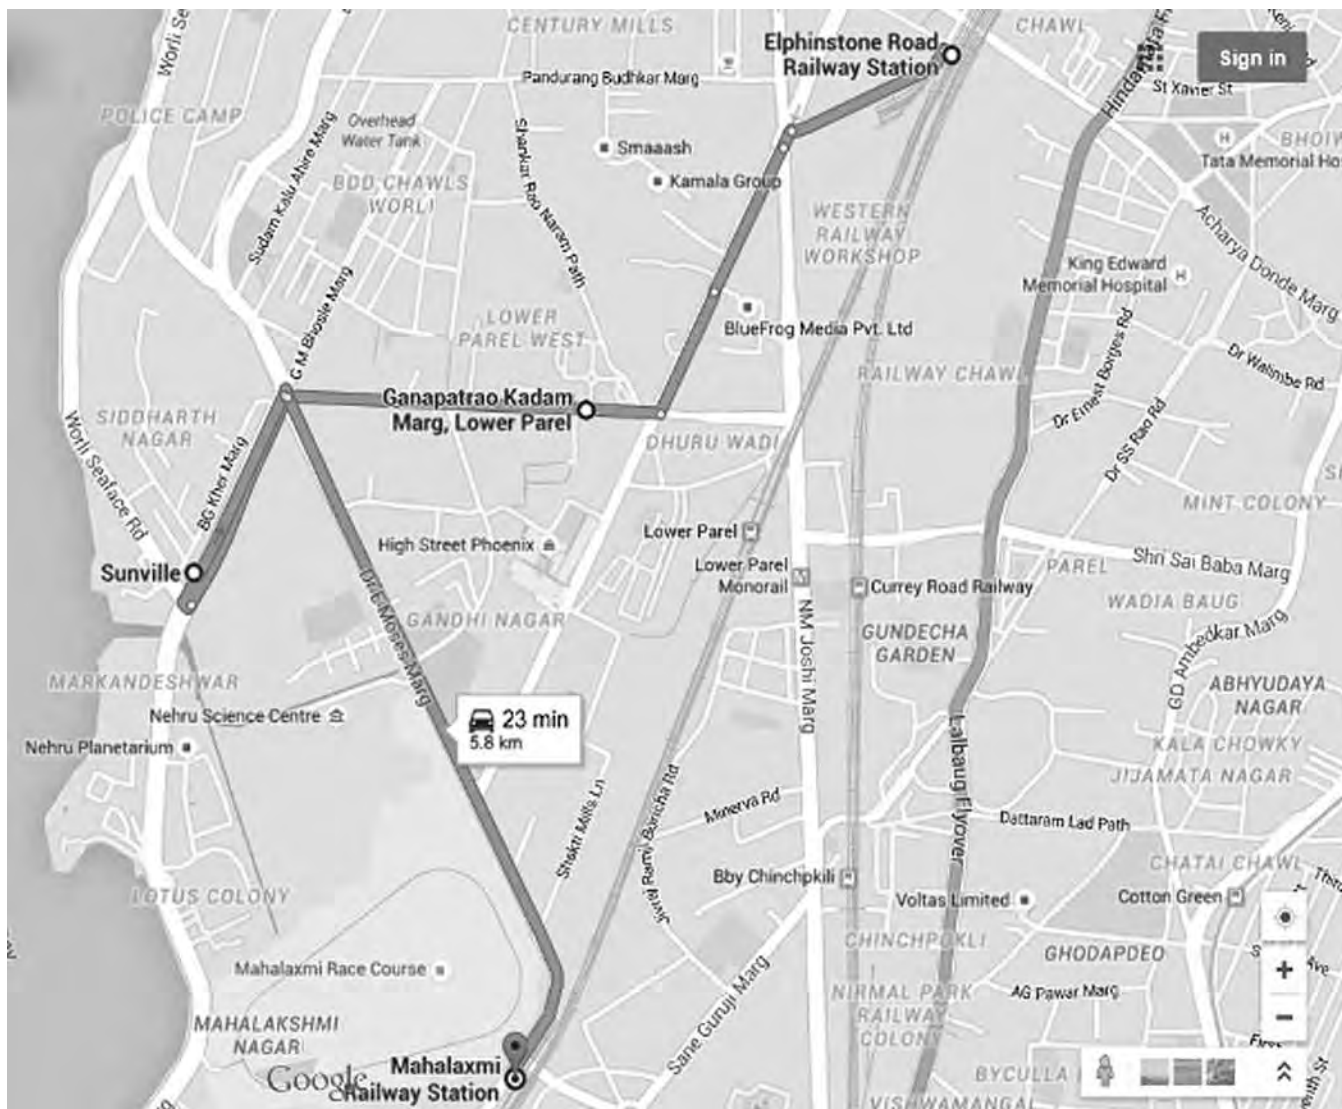 CENTURY MILLS
CHAWL
Worli Se
Elphinstone Road
Railway Station
Sign in
Pandurang Budhkar Marg
St Xavier St
POLICE CAMP
Overhead
Water Tank
Smaaash
BHOIW
Tata Memorial Ho
BDD CHAWLS
WORLI
Kamala Group
Sudam Kalu Ahire Marg
Shankar Rao Naram Path
WESTERN
RAILWAY
WORKSHOP
Acharya Donde Marg
King Edward
Memorial Hospital
G M Bhosle Marg
LOWER
PAREL WEST
BlueFrog Media Pvt. Ltd
Dr Ernest Borges Rd
Dr Walimbe Rd
RAILWAY CHAWL
Ganapatrao Kadam
Marg, Lower Parel
SIDDHARTH
NAGAR
Worli Seaface Rd
BG Kher Marg
DHURU WADI
Dr SS Rao Rd
MINT COLONY
High Street Phoenix
Lower Parel
Shri Sai Baba Marg
Sunville
Lower Parel
Monorail
Currey Road Railway
PAREL
WADIA BAUG
Dr E Moses Marg
GANDHI NAGAR
NM Joshi Marg
GUNDECHA
GARDEN
GD Ambedkar Marg
MARKANDESHWAR
ABHYUDAYA
NAGAR
Nehru Science Centre
23 min
5.8 km
Nehru Planetarium
Lalbaug Flyover
KALA CHOWKY
JIJAMATA NAGAR
Shakti Mills Ln
Minerva Rd
Dattaram Lad Path
Bby Chinchpkili
CHATAI CHAWL
LOTUS COLONY
Voltas Limited
Cotton Green
CHINCHPOKLI
GHODAPDEO
Mahalaxmi Race Course
Sane Guruji Marg
NIRMAL PARK
RAILWAY
COLONY
AG Pawar Marg
MAHALAKSHMI
NAGAR
Mahalaxmi
Railway Station
Google
BYCULLA
VISHWAMANGAL